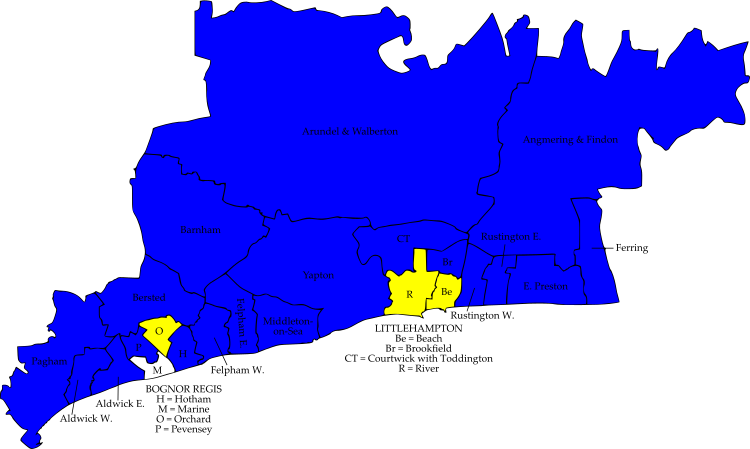 Arundel & Walberton
Angmering & Findon
Barnham
CT
Rustington E.
Ferring
Br
Yapton
R
Be
E. Preston
Bersted
Felpham E.
Middleton
on-Sea
Rustington W.
O
P
H
LITTLEHAMPTON
Be = Beach
Br = Brookfield
CT = Courtwick with Toddington
R = River
Pagham
M
Felpham W.
BOGNOR REGIS
H = Hotham
M = Marine
O = Orchard
P = Pevensey
Aldwick E.
Aldwick W.